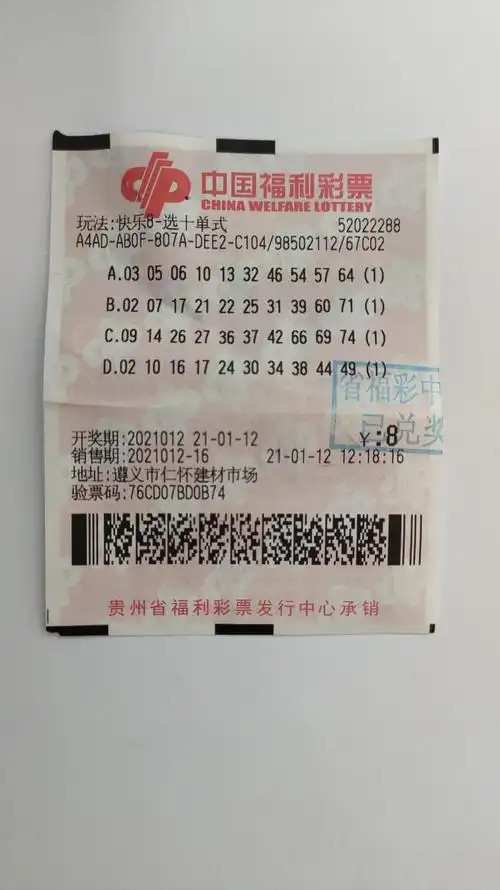 中国福利彩票
CHINA WELFARE LOTTERY
玩法:快乐8-选十单式 52022288
A4AD-AB0F-807A-DEE2-C104/98502112/67C02
A.03 05 06 10 13 32 46 54 57 64 (1)
B.02 07 17 21 22 25 31 39 60 71 (1)
C.09 14 26 27 36 37 42 66 69 74 (1)
D.02 10 16 17 24 30 34 38 44 49 (1)
省福彩中
已兑奖
开奖期:2021012 21-01-12 ¥:8
销售期:2021012-16 21-01-12 12:18:16
地址:遵义市仁怀建材市场
验票码:76CD07BD0B74
贵州省福利彩票发行中心承销